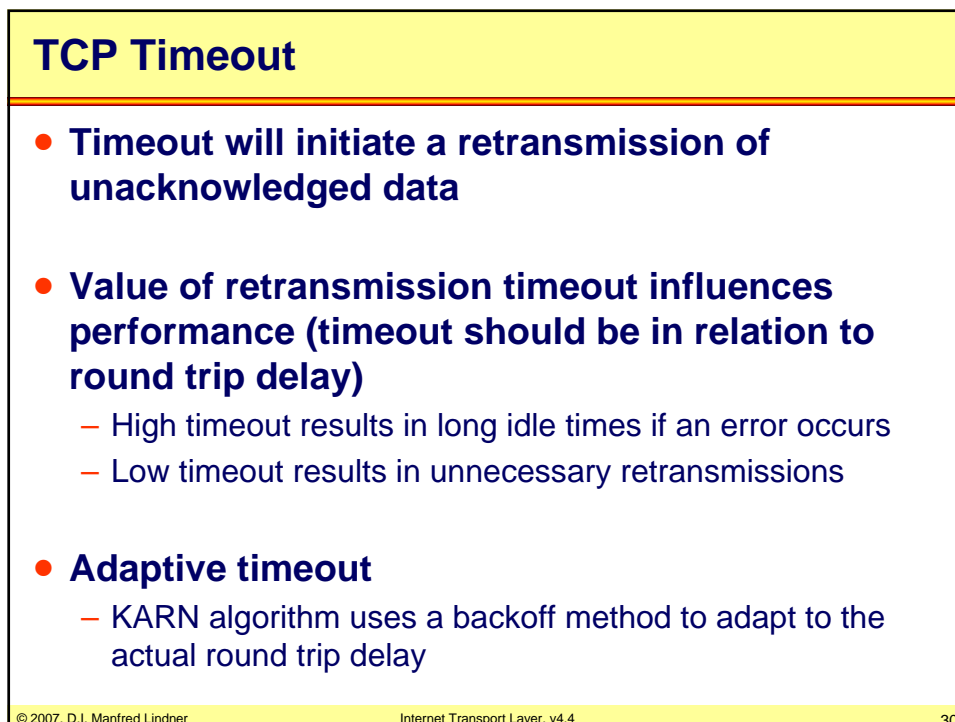 TCP Timeout
• Timeout will initiate a retransmission of
unacknowledged data
• Value of retransmission timeout influences
performance (timeout should be in relation to
round trip delay)
– High timeout results in long idle times if an error occurs
– Low timeout results in unnecessary retransmissions
• Adaptive timeout
– KARN algorithm uses a backoff method to adapt to the
actual round trip delay
© 2007, D.I. Manfred Lindner
Internet Transport Layer, v4.4
30